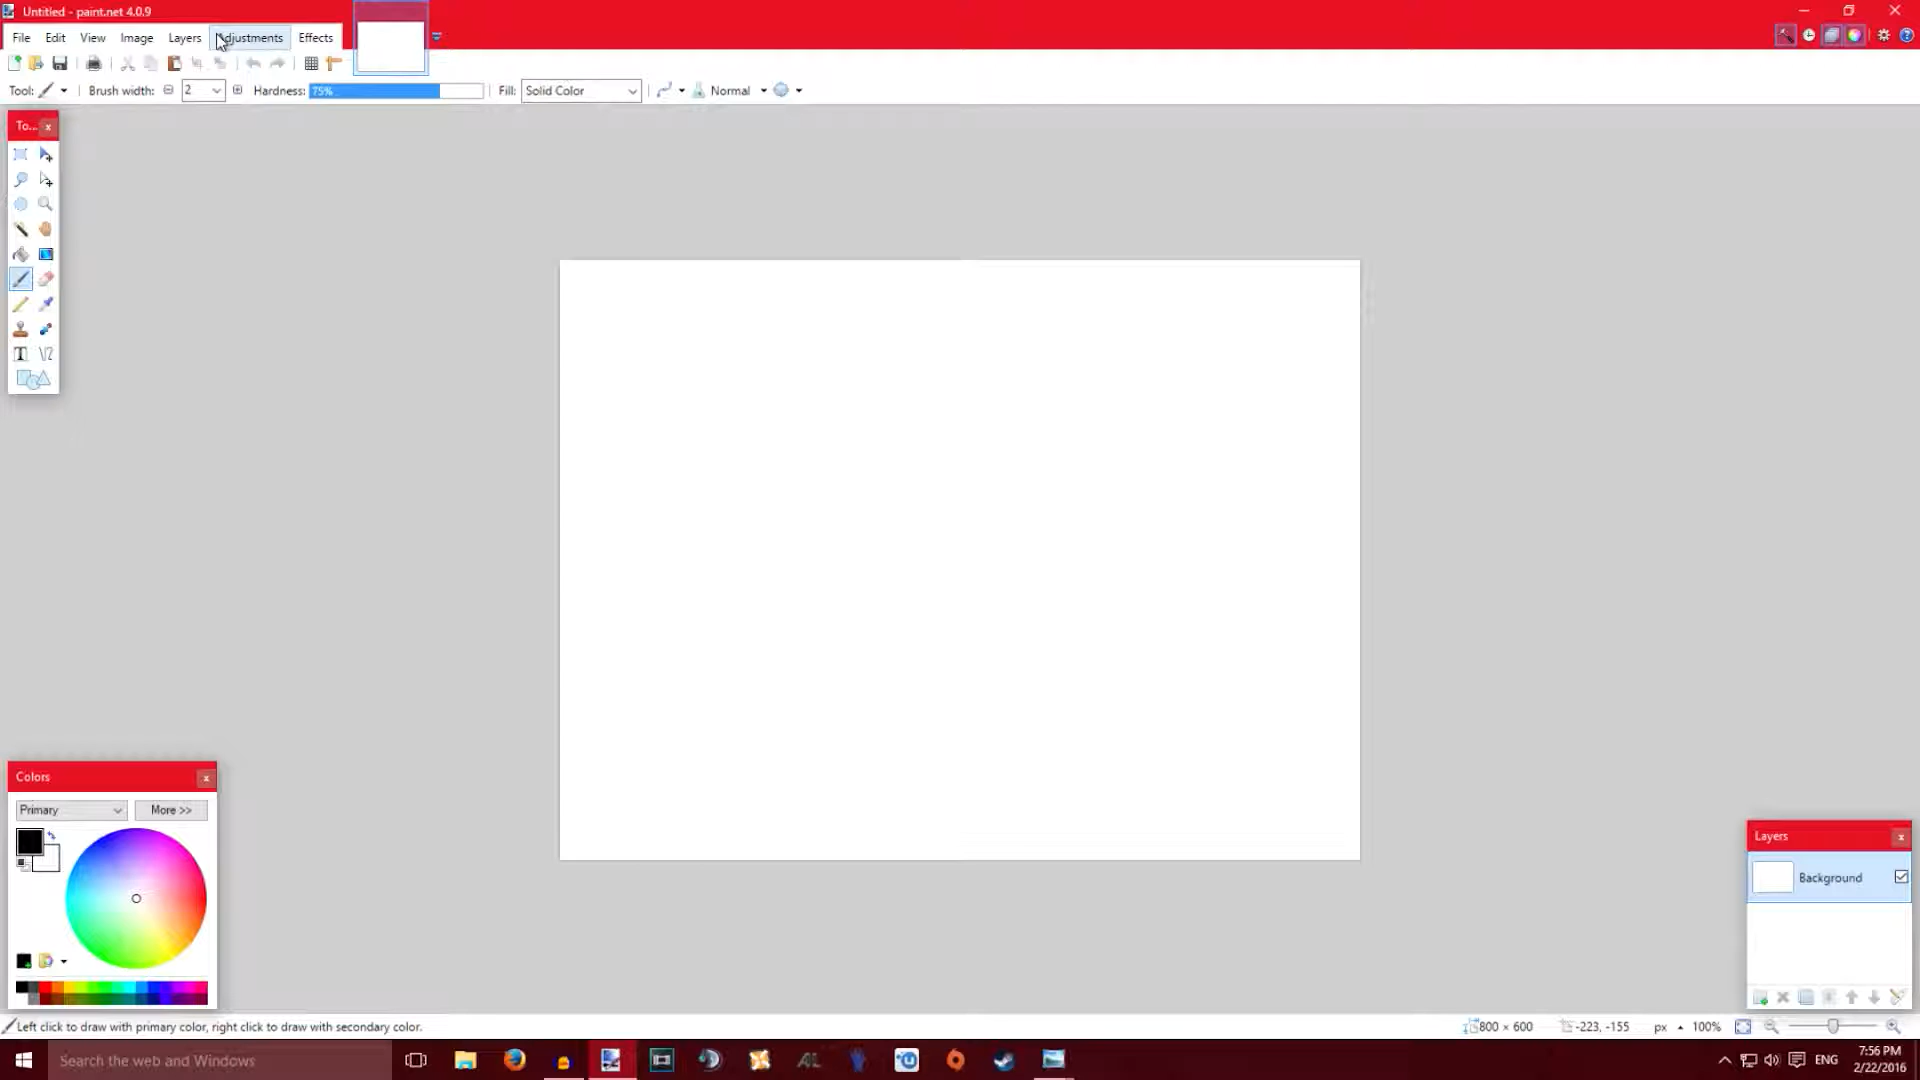 Untitled - paint.net 4.0.9
File Edit View Image Layers Adjustments Effects
Tool: Brush width: 2 Hardness: 75% Fill: Solid Color Normal
To...
Colors
Primary More >>
Layers
Background
Left click to draw with primary color, right click to draw with secondary color.
800 × 600 -223, -155 px 100%
Search the web and Windows
ENG
7:56 PM
2/22/2016